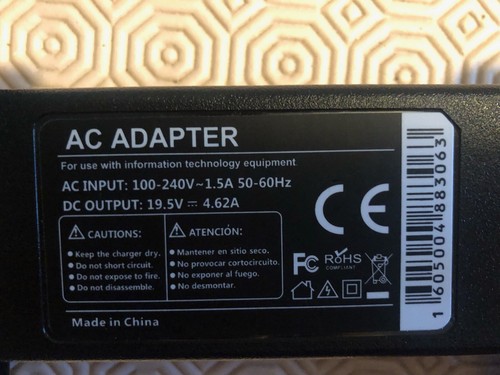 AC ADAPTER
For use with information technology equipment
AC INPUT: 100-240V~1.5A 50-60Hz
DC OUTPUT: 19.5V ⎓ 4.62A
CAUTIONS:
● Keep the charger dry.
● Do not short circuit.
● Do not expose to fire.
● Do not disassemble.
ATENCIÓN:
● Mantener en sitio seco.
● No provocar cortocircuito.
● No exponer al fuego.
● No desmontar.
CE
FC
RoHS
COMPLIANT
Made in China
1 605004 883063